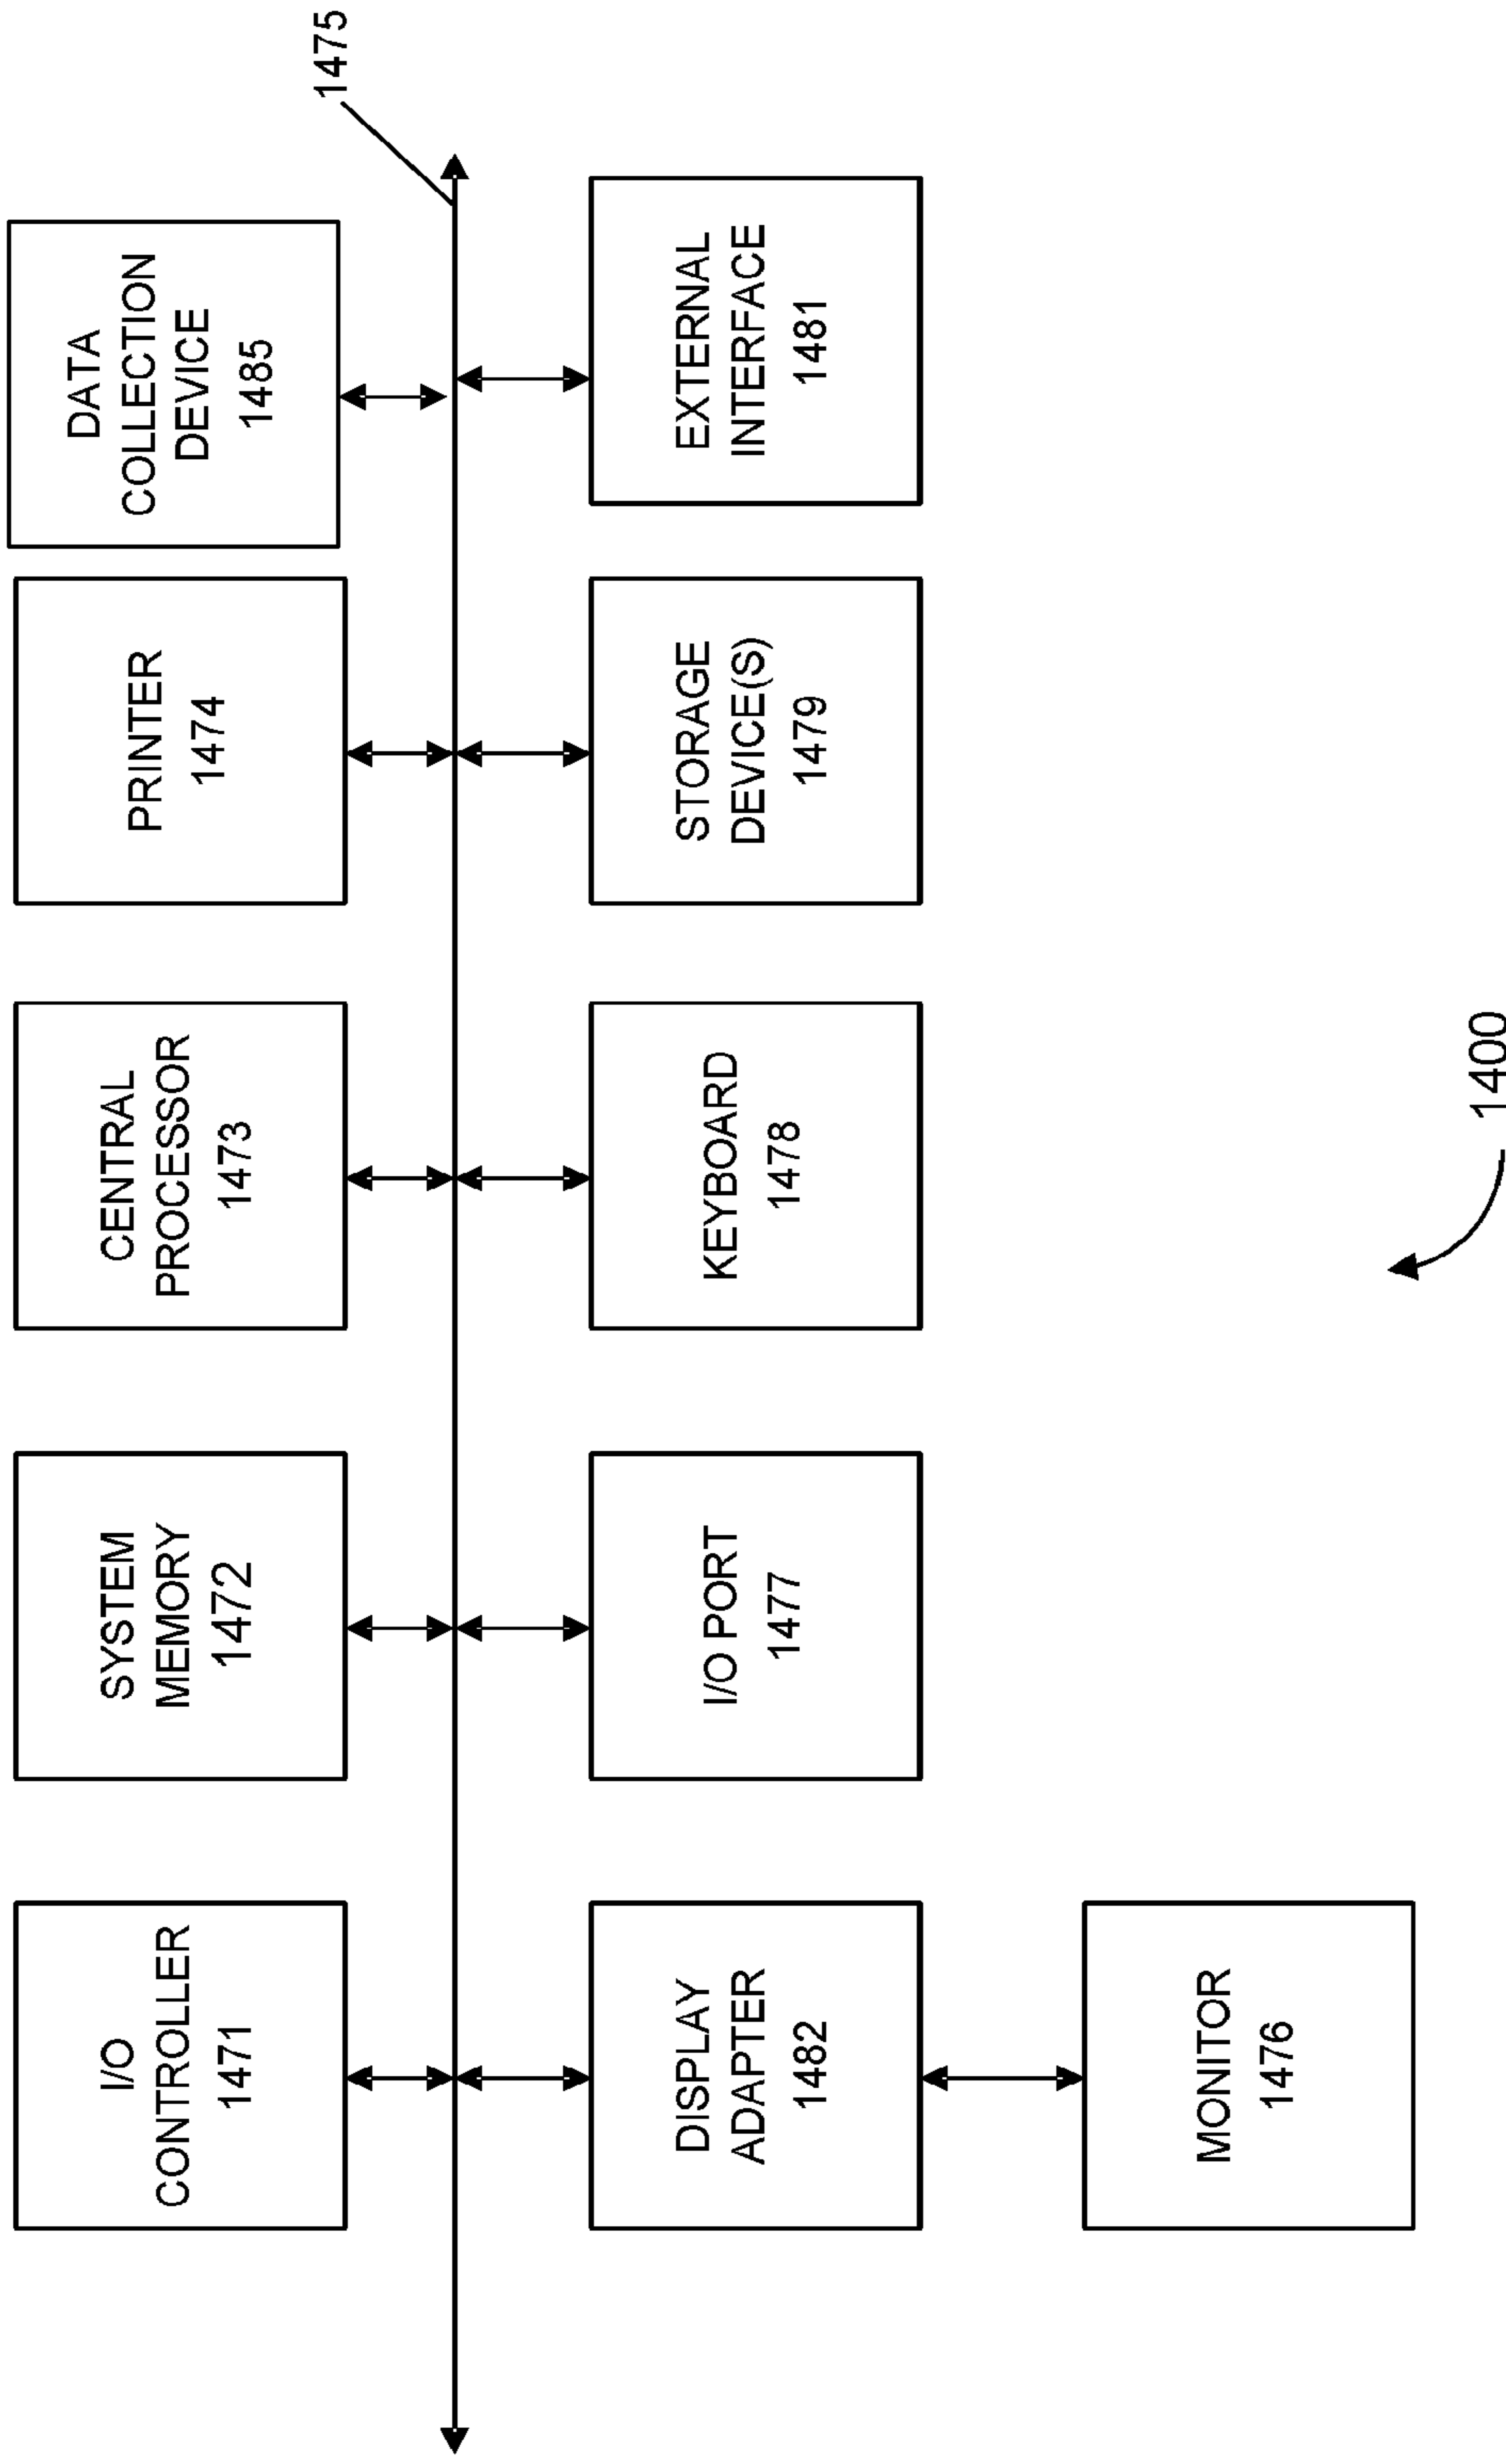 I/O
CONTROLLER
1471
SYSTEM
MEMORY
1472
CENTRAL
PROCESSOR
1473
PRINTER
1474
DATA
COLLECTION
DEVICE
1485
1475
DISPLAY
ADAPTER
1482
I/O PORT
1477
KEYBOARD
1478
STORAGE
DEVICE(S)
1479
EXTERNAL
INTERFACE
1481
MONITOR
1476
1400